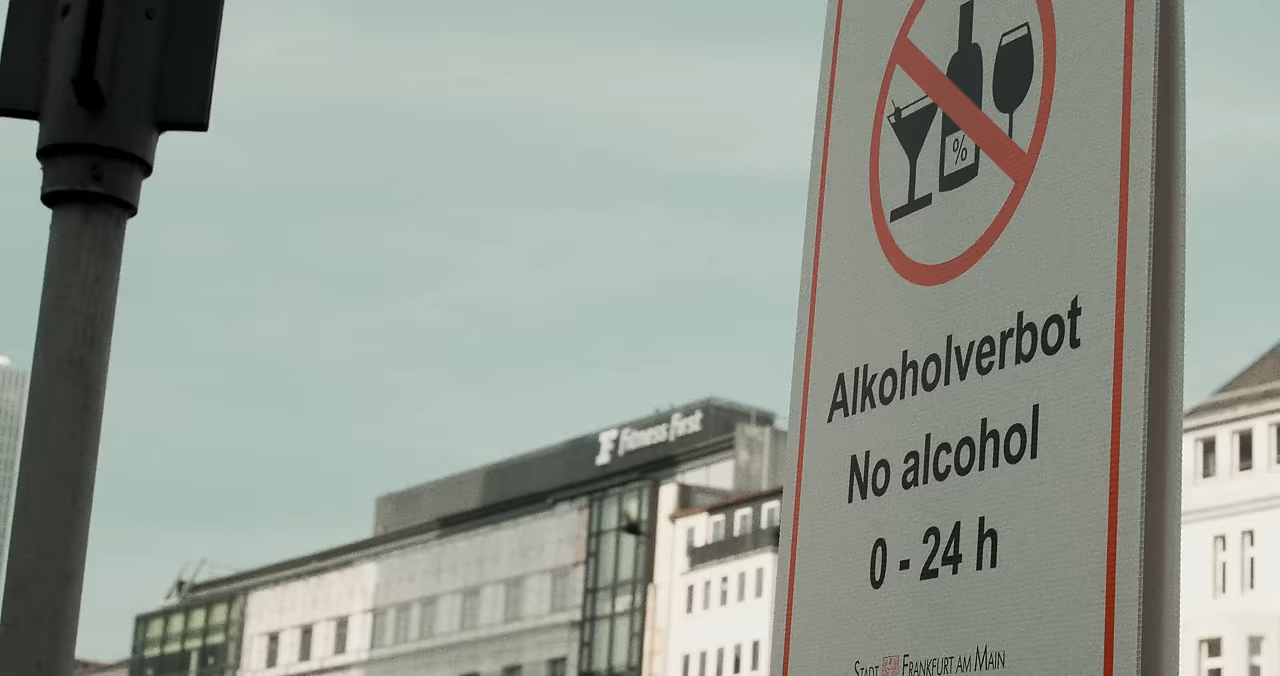 %
Alkoholverbot
No alcohol
0 - 24 h
STADT FRANKFURT AM MAIN
Fitness First